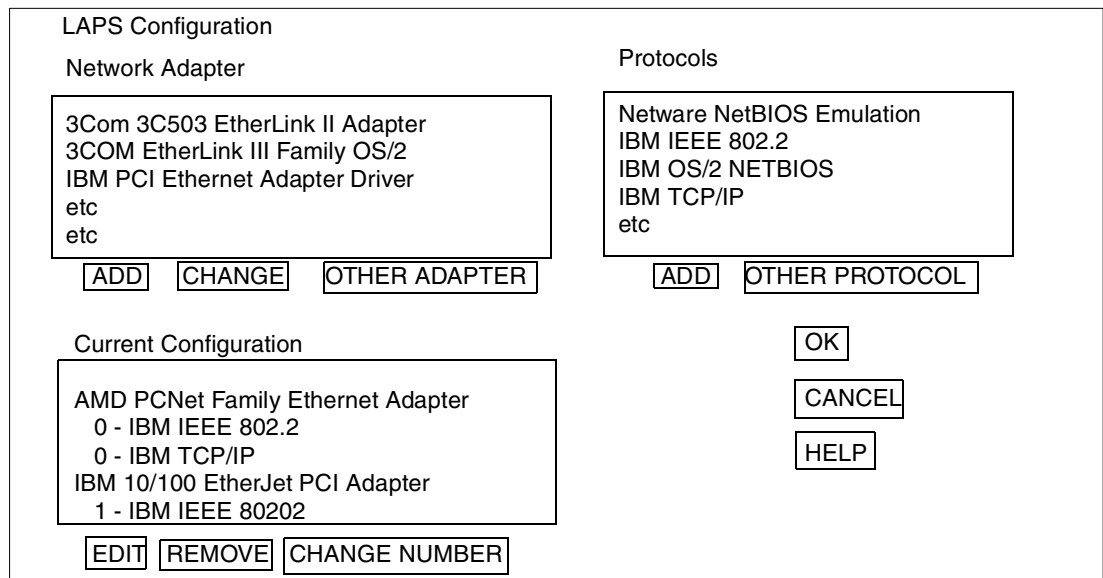 LAPS Configuration
Network Adapter
3Com 3C503 EtherLink II Adapter
3COM EtherLink III Family OS/2
IBM PCI Ethernet Adapter Driver
etc
etc
ADD CHANGE OTHER ADAPTER
Protocols
Netware NetBIOS Emulation
IBM IEEE 802.2
IBM OS/2 NETBIOS
IBM TCP/IP
etc
ADD OTHER PROTOCOL
Current Configuration
AMD PCNet Family Ethernet Adapter
0 - IBM IEEE 802.2
0 - IBM TCP/IP
IBM 10/100 EtherJet PCI Adapter
1 - IBM IEEE 80202
EDIT REMOVE CHANGE NUMBER
OK
CANCEL
HELP